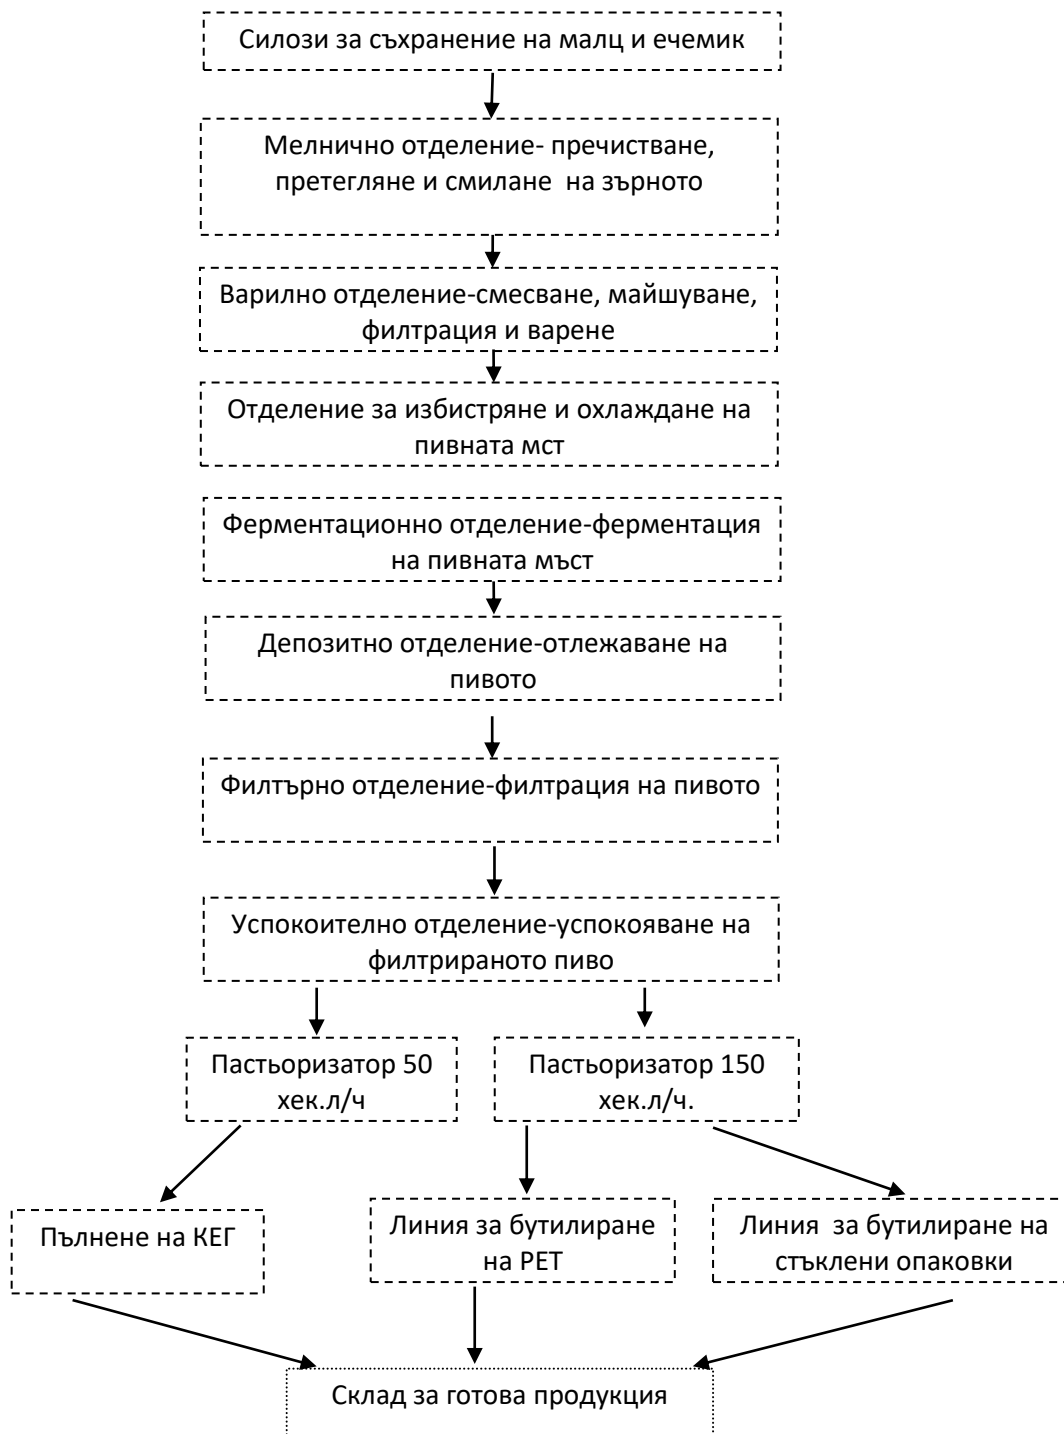 Силози за съхранение на малц и ечемик
Мелнично отделение- пречистване,
претегляне и смилане на зърното
Варилно отделение-смесване, майшуване,
филтрация и варене
Отделение за избистряне и охлаждане на
пивната мст
Ферментационно отделение-ферментация
на пивната мъст
Депозитно отделение-отлежаване на
пивото
Филтърно отделение-филтрация на пивото
Успокоително отделение-успокояване на
филтрираното пиво
Пастьоризатор 50
хек.л/ч
Пастьоризатор 150
хек.л/ч.
Пълнене на КЕГ
Линия за бутилиране
на PET
Линия за бутилиране на
стъклени опаковки
Склад за готова продукция